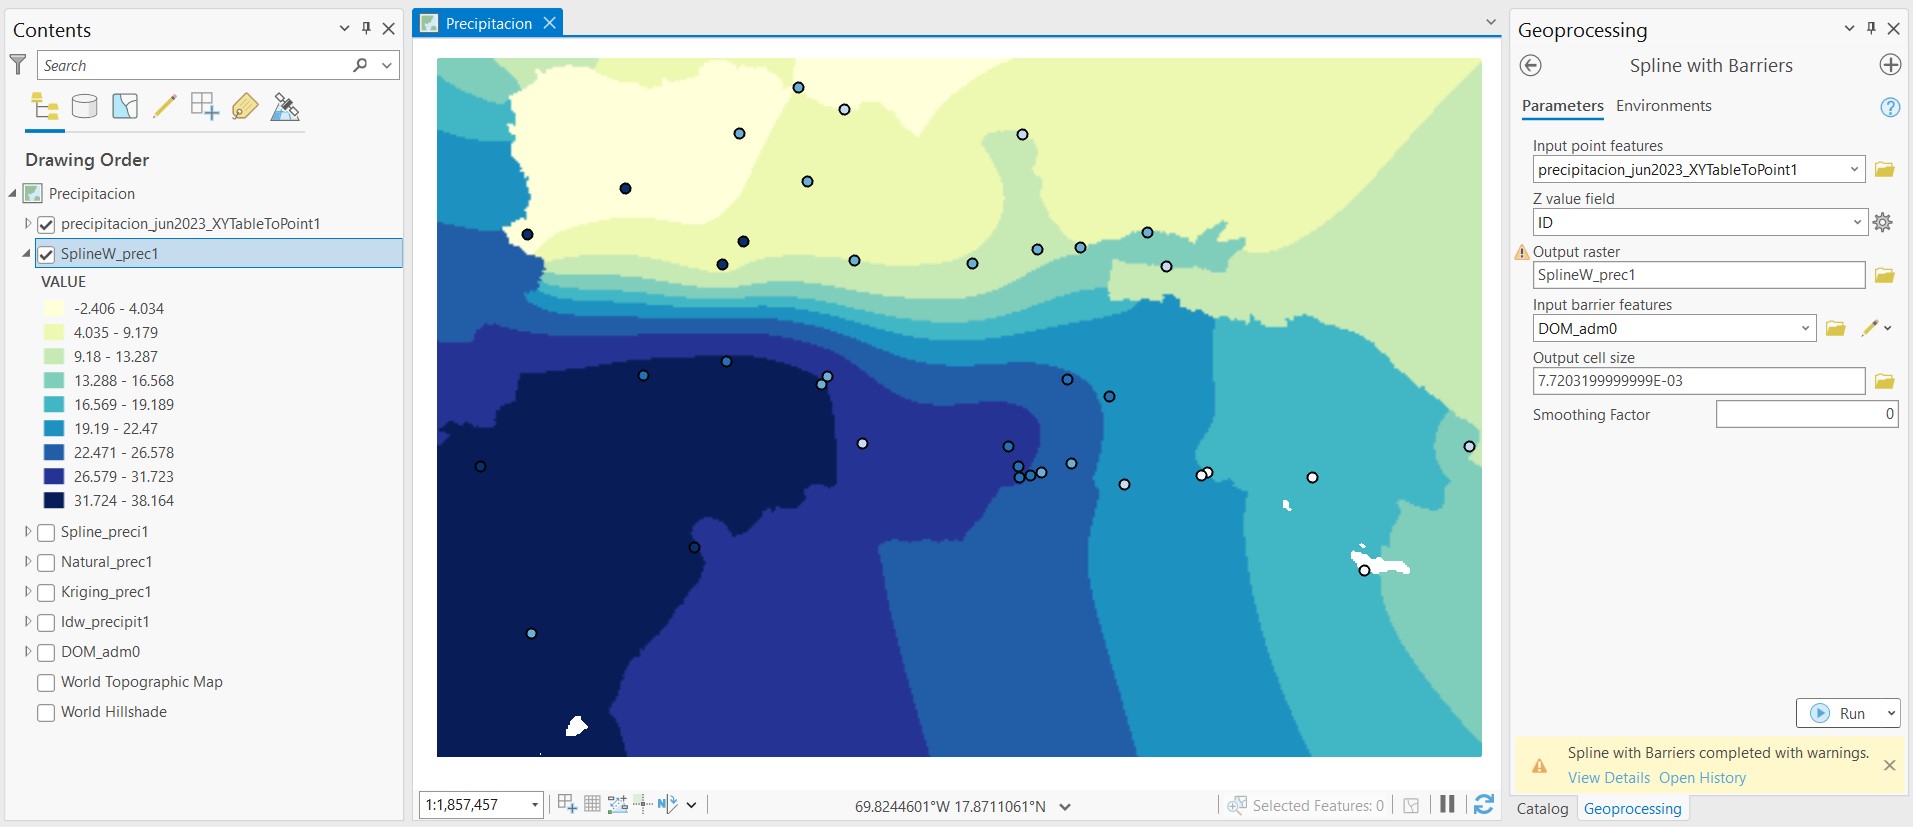 Contents
Search
Drawing Order
Precipitacion
precipitacion_jun2023_XYTableToPoint1
SplineW_prec1
VALUE
-2.406 - 4.034
4.035 - 9.179
9.18 - 13.287
13.288 - 16.568
16.569 - 19.189
19.19 - 22.47
22.471 - 26.578
26.579 - 31.723
31.724 - 38.164
Spline_preci1
Natural_prec1
Kriging_prec1
Idw_precipit1
DOM_adm0
World Topographic Map
World Hillshade
Precipitacion
1:1,857,457
69.8244601°W 17.8711061°N
Selected Features: 0
Geoprocessing
Spline with Barriers
Parameters Environments
Input point features
precipitacion_jun2023_XYTableToPoint1
Z value field
ID
Output raster
SplineW_prec1
Input barrier features
DOM_adm0
Output cell size
7.7203199999999E-03
Smoothing Factor 0
Run
Spline with Barriers completed with warnings.
View Details Open History
Catalog Geoprocessing